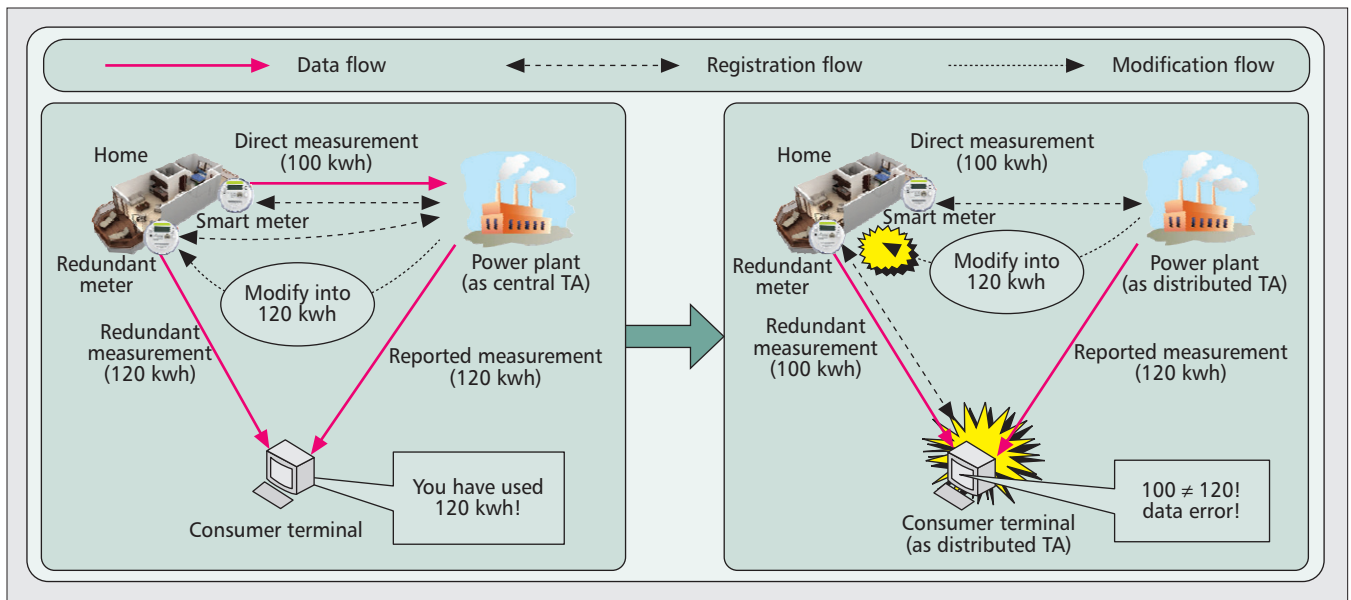 Data flow
Registration flow
Modification flow
Home
Direct measurement
(100 kwh)
Smart meter
Redundant
meter
Modify into
120 kwh
Power plant
(as central TA)
Redundant
measurement
(120 kwh)
Reported measurement
(120 kwh)
Consumer terminal
You have used
120 kwh!
Home
Direct measurement
(100 kwh)
Smart meter
Redundant
meter
Modify into
120 kwh
Power plant
(as distributed TA)
Redundant
measurement
(100 kwh)
Reported measurement
(120 kwh)
Consumer terminal
(as distributed TA)
100 ≠ 120!
data error!